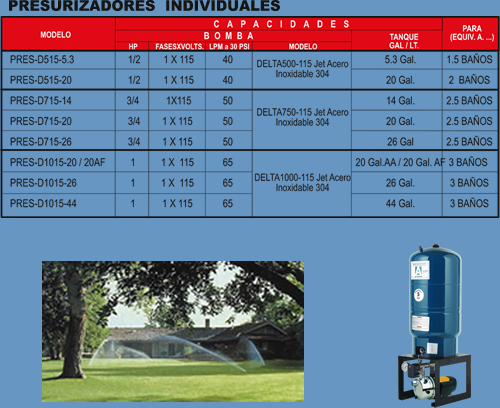 PRESURIZADORES INDIVIDUALES
MODELO
C A P A C I D A D E S
B O M B A
HP FASESXVOLTS. LPM a 30 PSI MODELO
TANQUE
GAL / LT.
PARA
(EQUIV. A. ...)
PRES-D515-5.3 1/2 1 X 115 40 5.3 Gal. 1.5 BAÑOS
PRES-D515-20 1/2 1 X 115 40 20 Gal. 2 BAÑOS
DELTA500-115 Jet Acero
Inoxidable 304
PRES-D715-14 3/4 1X115 50 14 Gal. 2.5 BAÑOS
PRES-D715-20 3/4 1 X 115 50 20 Gal. 2.5 BAÑOS
PRES-D715-26 3/4 1 X 115 50 26 Gal 2.5 BAÑOS
DELTA750-115 Jet Acero
Inoxidable 304
PRES-D1015-20 / 20AF 1 1 X 115 65 20 Gal.AA / 20 Gal. AF 3 BAÑOS
PRES-D1015-26 1 1 X 115 65 26 Gal. 3 BAÑOS
PRES-D1015-44 1 1 X 115 65 44 Gal. 3 BAÑOS
DELTA1000-115 Jet Acero
Inoxidable 304
A